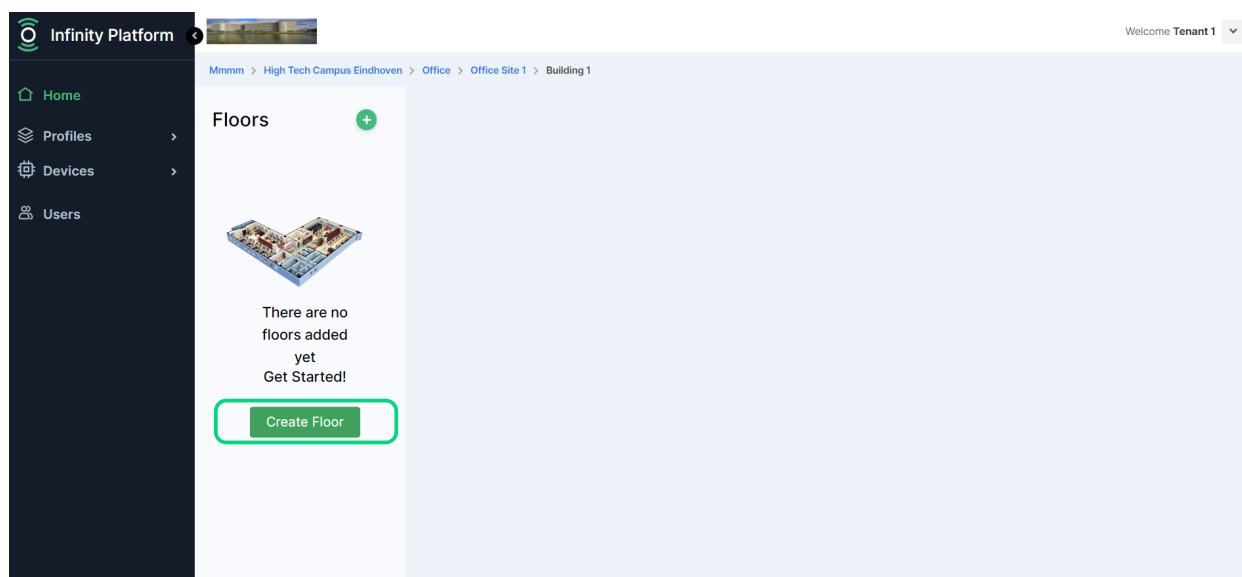 Infinity Platform
Welcome Tenant 1
Mmmm > High Tech Campus Eindhoven > Office > Office Site 1 > Building 1
Home
Profiles
Devices
Users
Floors
There are no
floors added
yet
Get Started!
Create Floor